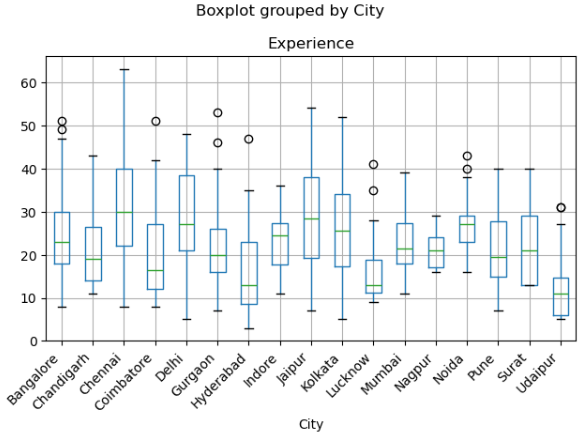 Boxplot grouped by City
Experience
60
50
40
30
20
10
0
Bangalore
Chandigarh
Chennai
Coimbatore
Delhi
Gurgaon
Hyderabad
Indore
Jaipur
Kolkata
Lucknow
Mumbai
Nagpur
Noida
Pune
Surat
Udaipur
City